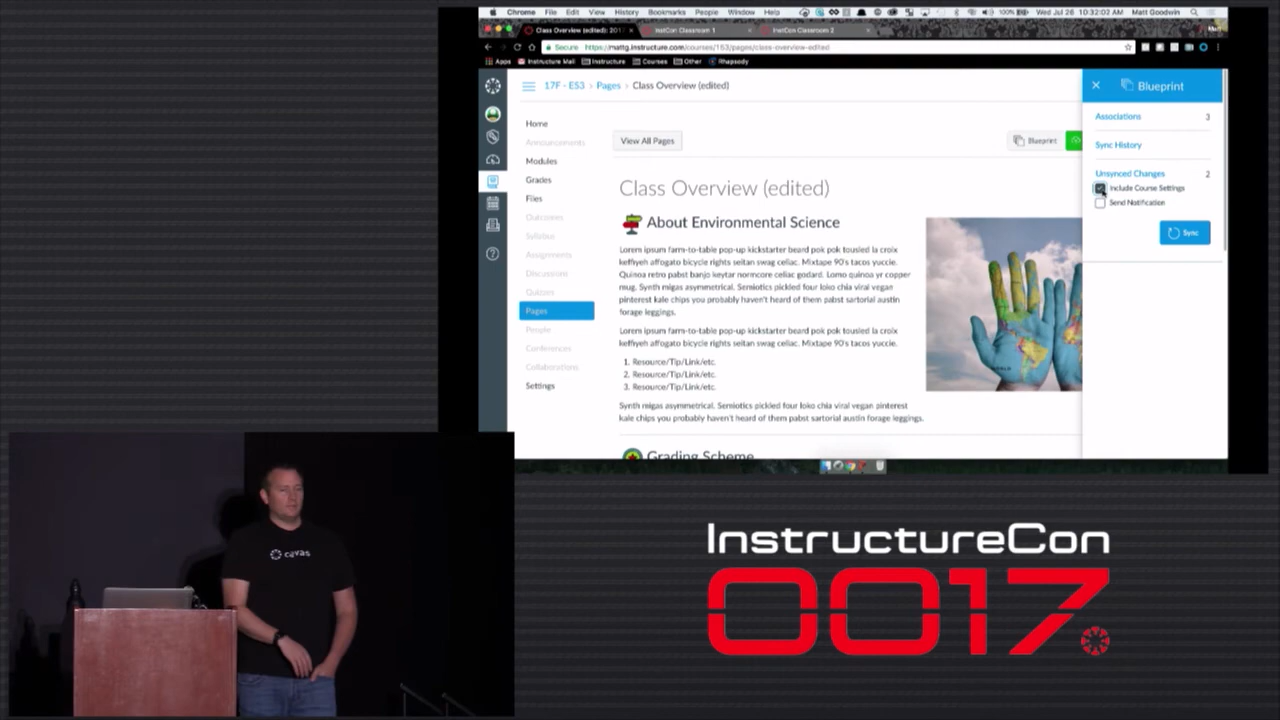 Chrome File Edit View History Bookmarks People Window Help 100% Wed Jul 26 10:32:02 AM Matt Goodwin
Class Overview (edited): 201 InstCon Classroom 1 InstCon Classroom 2 Matt
Secure https://mattg.instructure.com/courses/153/pages/class-overview-edited
Apps Instructure Mail Instructure Courses Other Rhapsody
17F - ES3 › Pages › Class Overview (edited)
Blueprint
Associations 3
Sync History
Unsynced Changes 2
Include Course Settings
Send Notification
Sync
Home
Announcements
Modules
Grades
Files
Outcomes
Syllabus
Assignments
Discussions
Quizzes
Pages
People
Conferences
Collaborations
Settings
View All Pages
Blueprint
Class Overview (edited)
About Environmental Science
Lorem ipsum farm-to-table pop-up kickstarter beard pok pok tousled la croix
keffiyeh affogato bicycle rights seitan swag celiac. Mixtape 90's tacos yuccie.
Quinoa retro pabst banjo keytar normcore celiac godard. Lomo quinoa yr copper
mug. Synth migas asymmetrical. Semiotics pickled four loko chia viral vegan
pinterest kale chips you probably haven't heard of them pabst sartorial austin
forage leggings.
Lorem ipsum farm-to-table pop-up kickstarter beard pok pok tousled la croix
keffiyeh affogato bicycle rights seitan swag celiac. Mixtape 90's tacos yuccie.
1. Resource/Tip/Link/etc.
2. Resource/Tip/Link/etc.
3. Resource/Tip/Link/etc.
Synth migas asymmetrical. Semiotics pickled four loko chia viral vegan pinterest
kale chips you probably haven't heard of them pabst sartorial austin forage leggings.
Grading Scheme
canvas
InstructureCon
0017